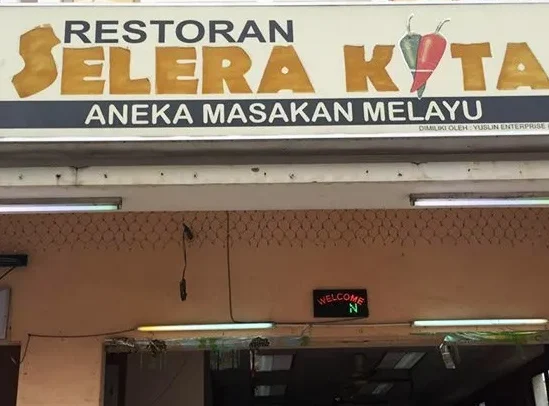 RESTORAN
SELERA KITA
ANEKA MASAKAN MELAYU
DIMILIKI OLEH : YUSLIN ENTERPRISE
WELCOME
N